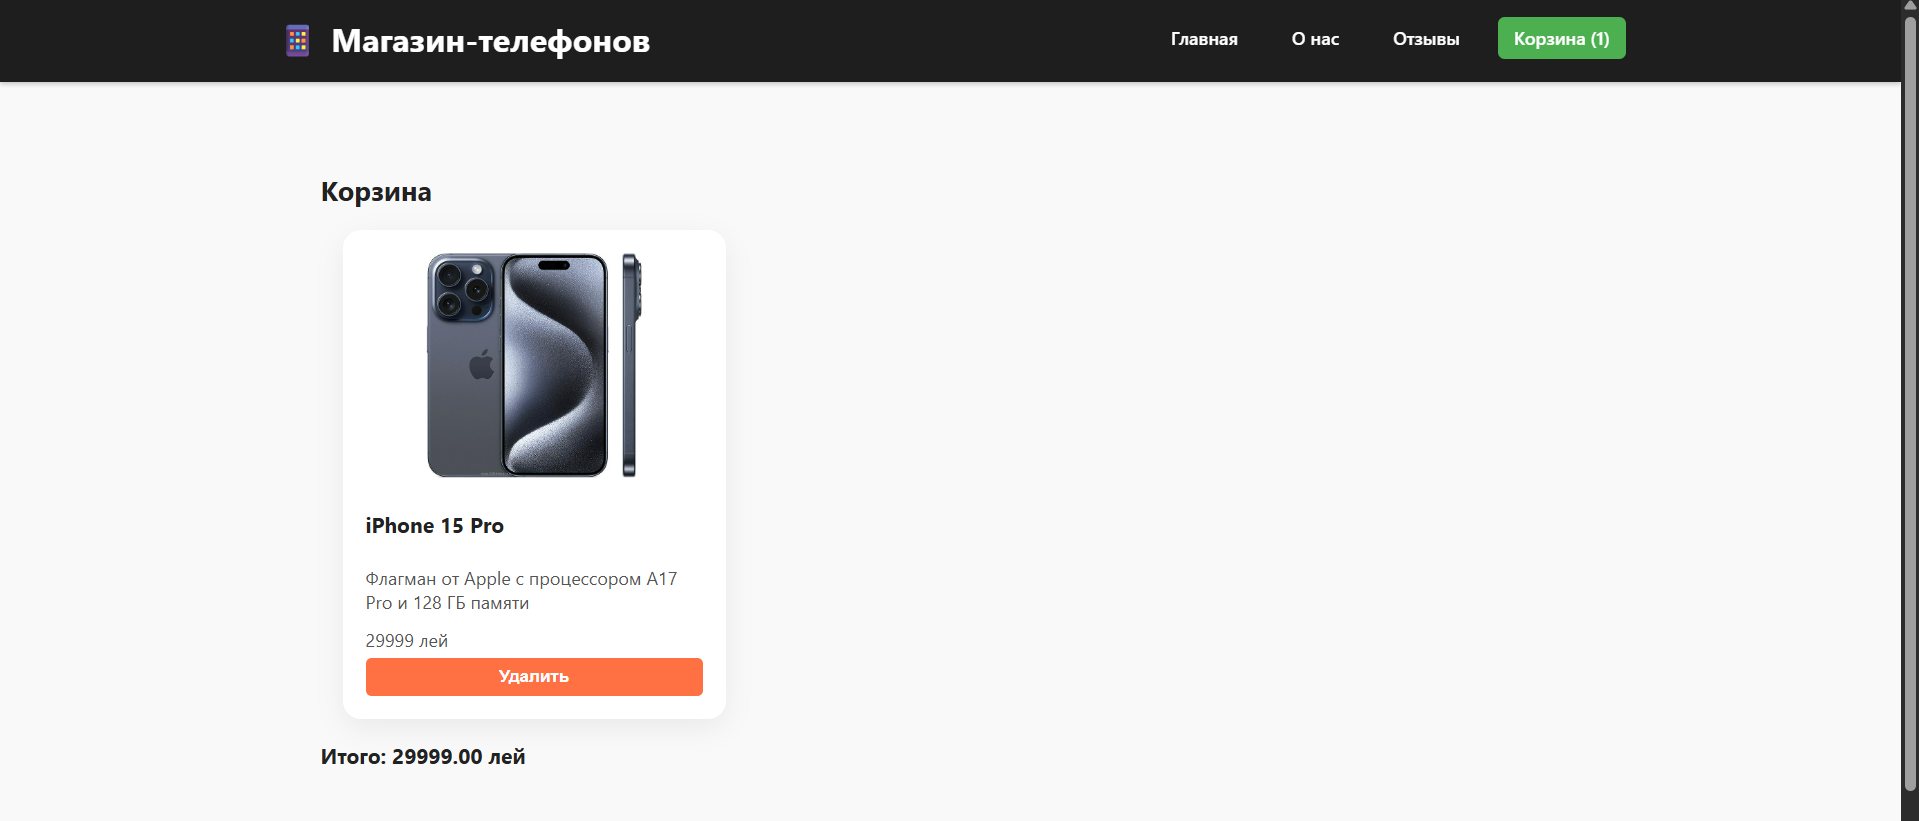 Магазин-телефонов
Главная
О нас
Отзывы
Корзина (1)
Корзина
iPhone 15 Pro
Флагман от Apple с процессором A17
Pro и 128 ГБ памяти
29999 лей
Удалить
Итого: 29999.00 лей